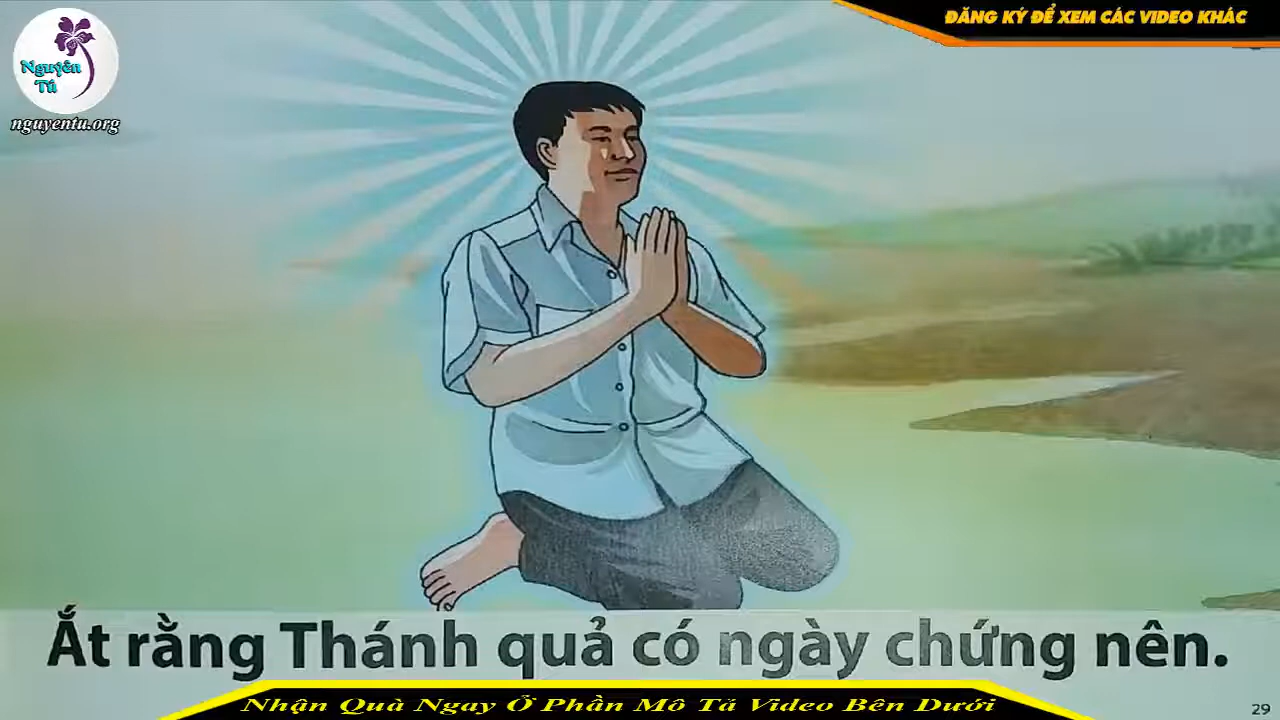 ĐĂNG KÝ ĐỂ XEM CÁC VIDEO KHÁC
Nguyên
Tú
nguyentu.org
Ắt rằng Thánh quả có ngày chứng nên.
Nhận Quà Ngay Ở Phần Mô Tả Video Bên Dưới
29